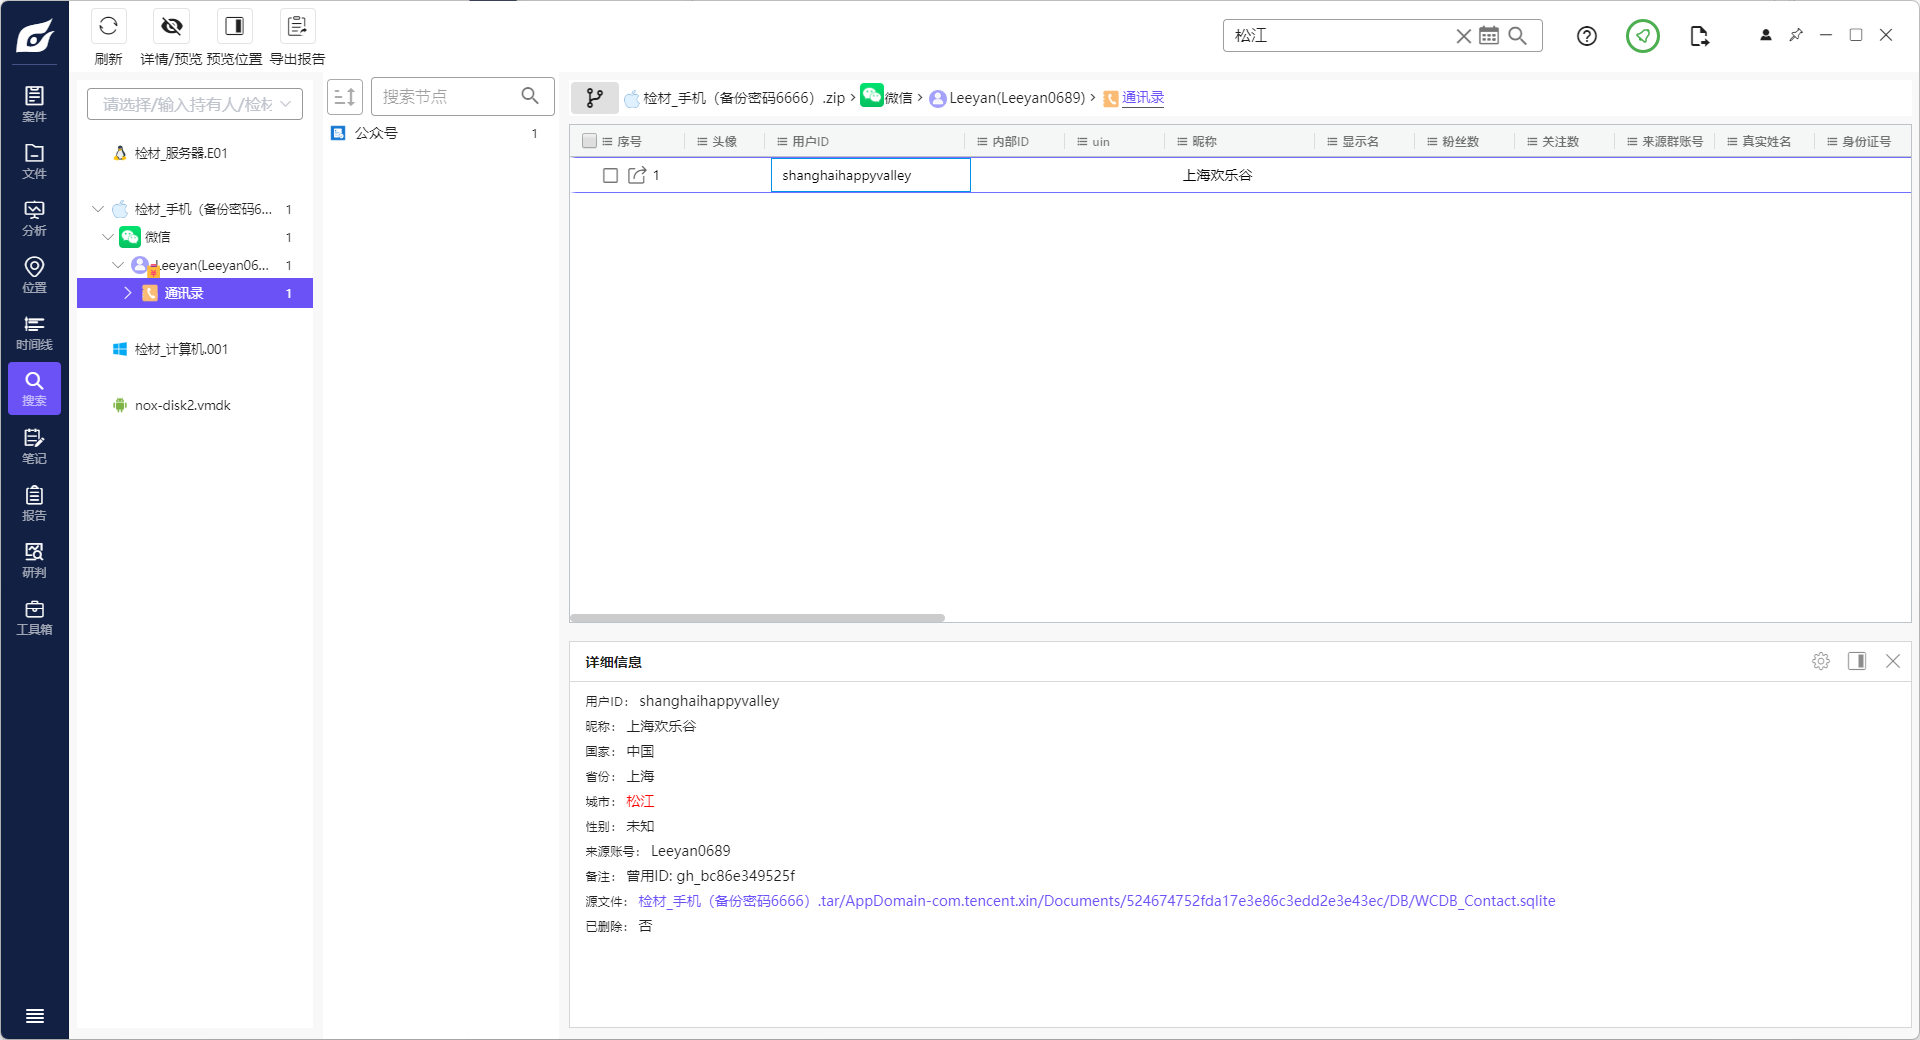 刷新
详情/预览
预览位置
导出报告
松江
案件
文件
分析
位置
时间线
搜索
笔记
报告
研判
工具箱
请选择/输入持有人/检材
检材_服务器.E01
检材_手机（备份密码6... 1
微信 1
Leeyan(Leeyan06... 1
通讯录 1
检材_计算机.001
nox-disk2.vmdk
搜索节点
公众号 1
检材_手机（备份密码6666）.zip › 微信 › Leeyan(Leeyan0689) › 通讯录
序号 头像 用户ID 内部ID uin 昵称 显示名 粉丝数 关注数 来源群账号 真实姓名 身份证号
1 shanghaihappyvalley 上海欢乐谷
详细信息
用户ID： shanghaihappyvalley
昵称： 上海欢乐谷
国家： 中国
省份： 上海
城市： 松江
性别： 未知
来源账号： Leeyan0689
备注： 曾用ID: gh_bc86e349525f
源文件： 检材_手机（备份密码6666）.tar/AppDomain-com.tencent.xin/Documents/524674752fda17e3e86c3edd2e3e43ec/DB/WCDB_Contact.sqlite
已删除： 否